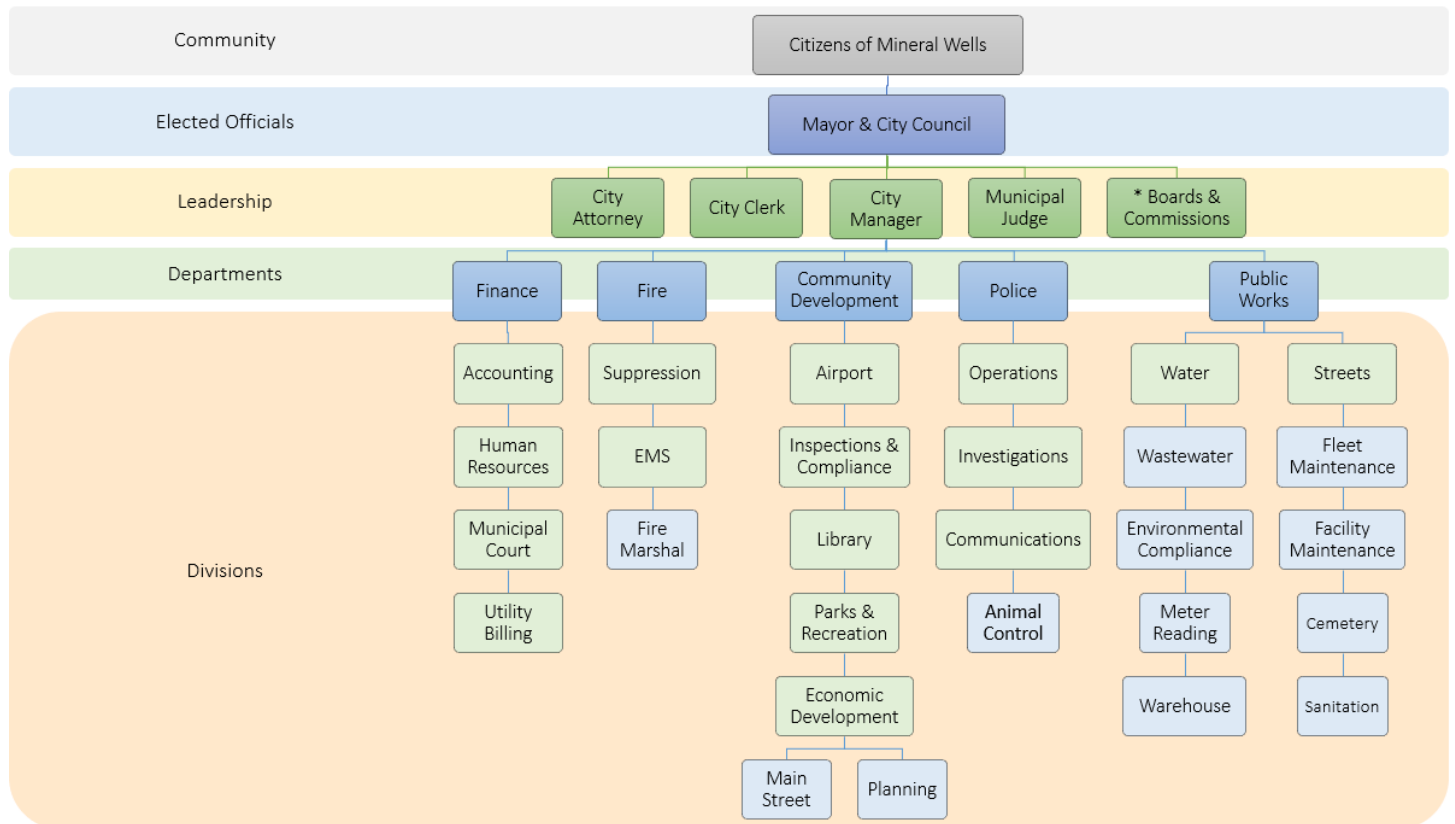 Community
Citizens of Mineral Wells
Elected Officials
Mayor & City Council
Leadership
City
Attorney
City Clerk
City
Manager
Municipal
Judge
* Boards &
Commissions
Departments
Finance
Fire
Community
Development
Police
Public
Works
Divisions
Accounting
Human
Resources
Municipal
Court
Utility
Billing
Suppression
EMS
Fire
Marshal
Airport
Inspections &
Compliance
Library
Parks &
Recreation
Economic
Development
Main
Street
Planning
Operations
Investigations
Communications
Animal
Control
Water
Wastewater
Environmental
Compliance
Meter
Reading
Warehouse
Streets
Fleet
Maintenance
Facility
Maintenance
Cemetery
Sanitation